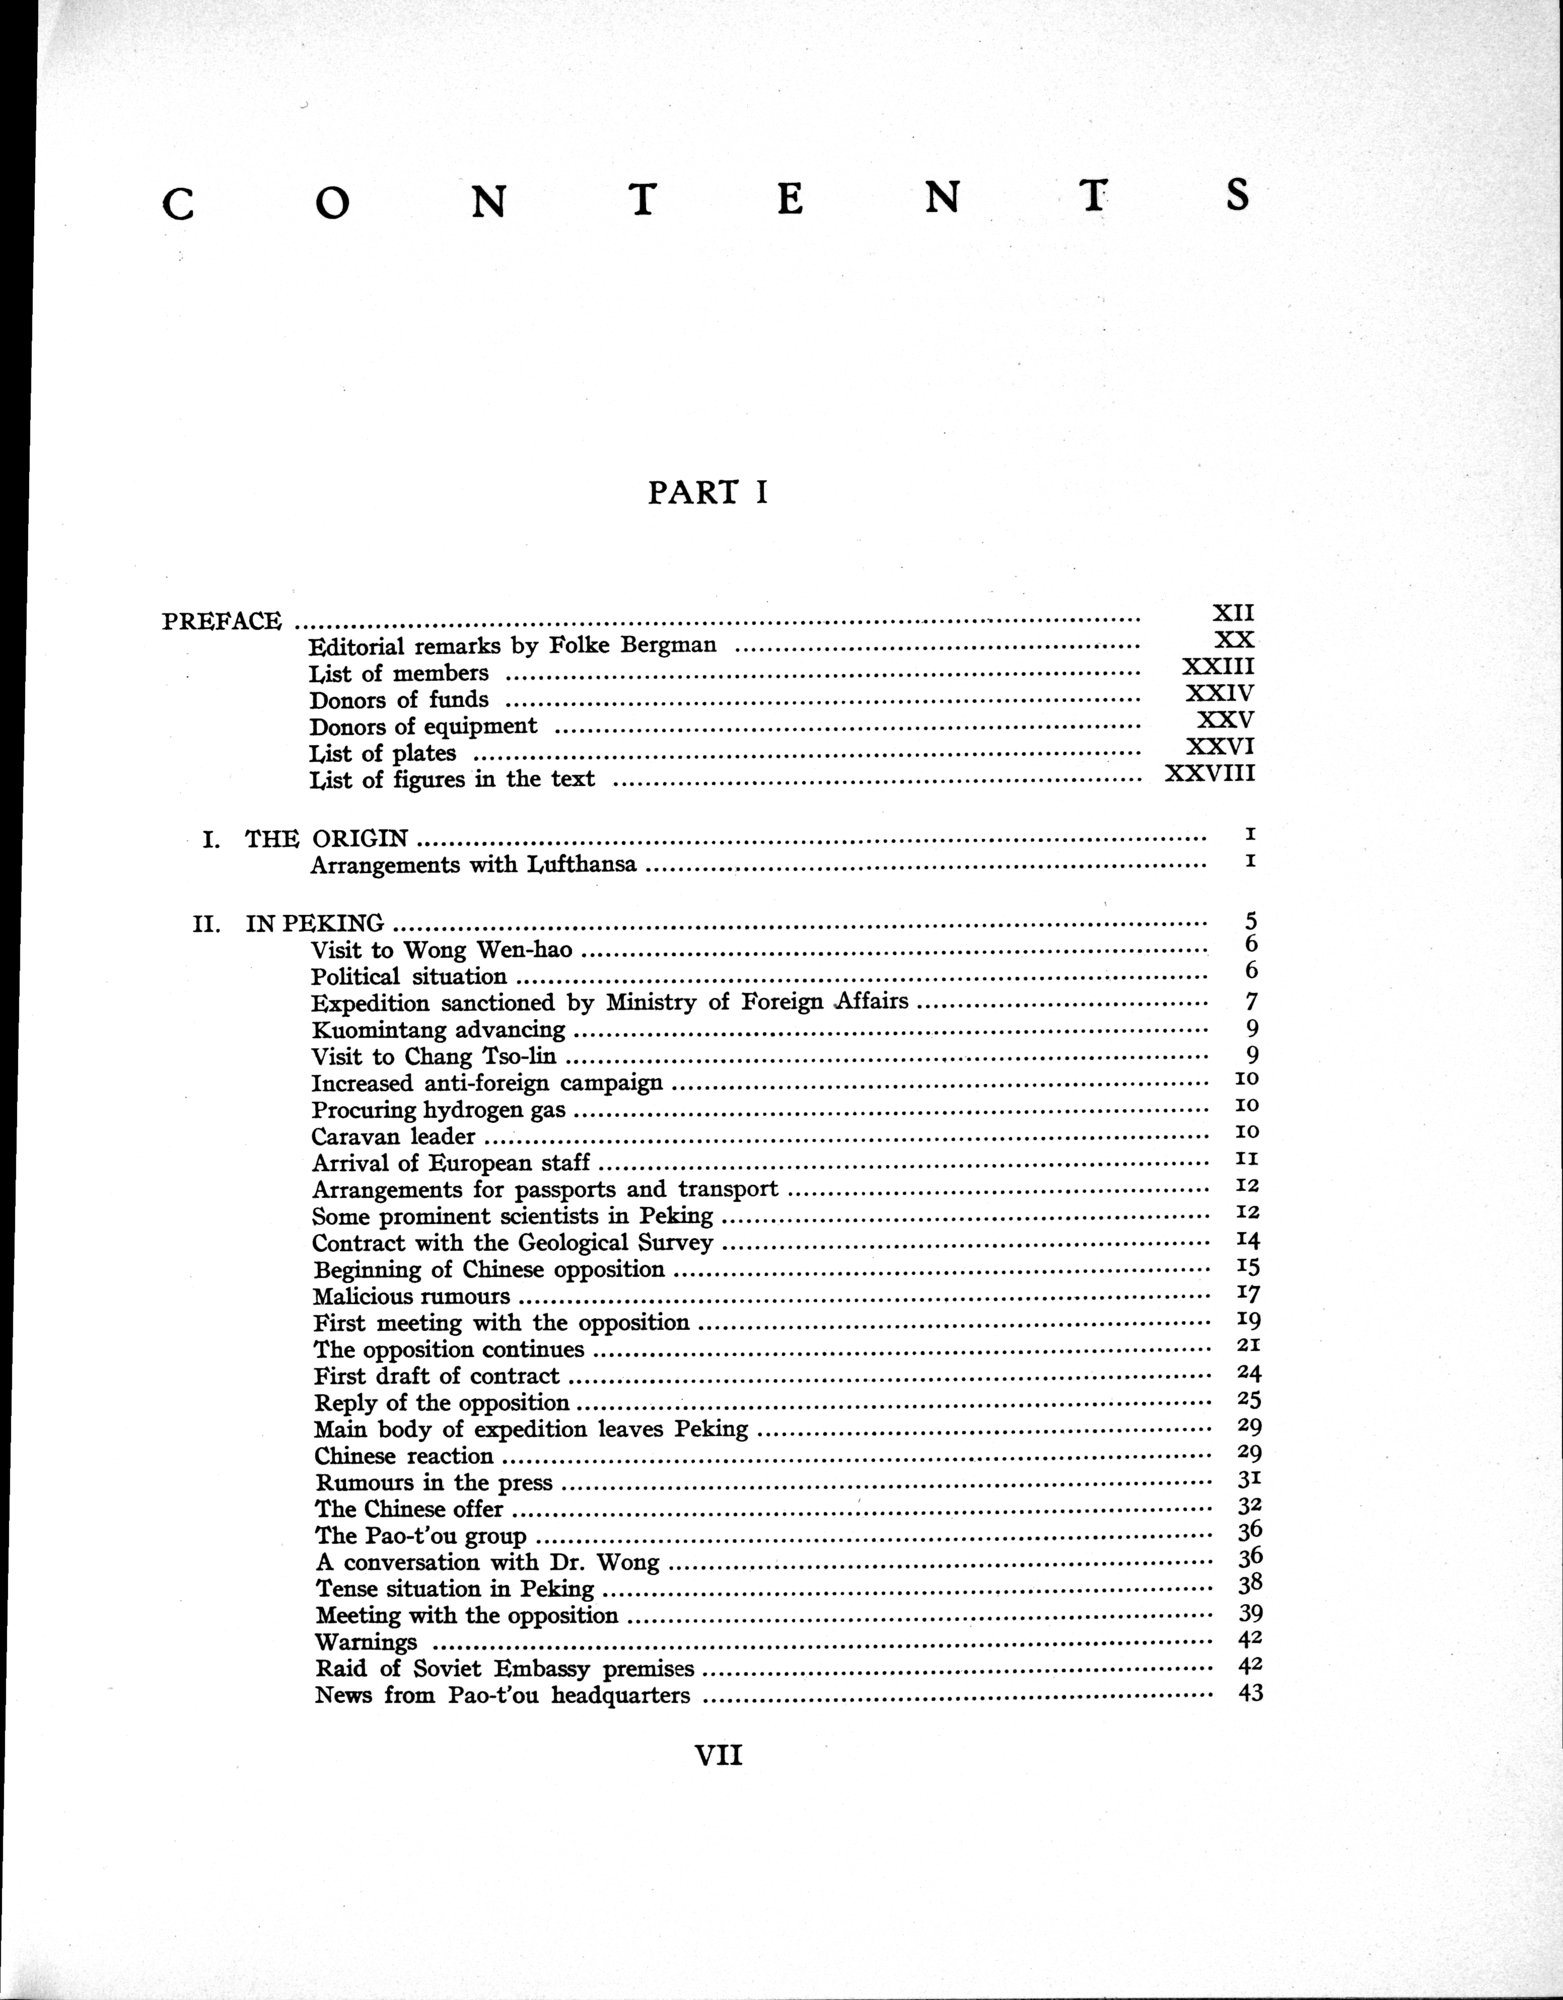 CONTENTS
PART I
PREFACE ........ XII
Editorial remarks by Folke Bergman ........ XX
List of members ........ XXIII
Donors of funds ........ XXIV
Donors of equipment ........ XXV
List of plates ........ XXVI
List of figures in the text ........ XXVIII
I. THE ORIGIN ........ 1
Arrangements with Lufthansa ........ 1
II. IN PEKING ........ 5
Visit to Wong Wen-hao ........ 6
Political situation ........ 6
Expedition sanctioned by Ministry of Foreign Affairs ........ 7
Kuomintang advancing ........ 9
Visit to Chang Tso-lin ........ 9
Increased anti-foreign campaign ........ 10
Procuring hydrogen gas ........ 10
Caravan leader ........ 10
Arrival of European staff ........ 11
Arrangements for passports and transport ........ 12
Some prominent scientists in Peking ........ 12
Contract with the Geological Survey ........ 14
Beginning of Chinese opposition ........ 15
Malicious rumours ........ 17
First meeting with the opposition ........ 19
The opposition continues ........ 21
First draft of contract ........ 24
Reply of the opposition ........ 25
Main body of expedition leaves Peking ........ 29
Chinese reaction ........ 29
Rumours in the press ........ 31
The Chinese offer ........ 32
The Pao-t'ou group ........ 36
A conversation with Dr. Wong ........ 36
Tense situation in Peking ........ 38
Meeting with the opposition ........ 39
Warnings ........ 42
Raid of Soviet Embassy premises ........ 42
News from Pao-t'ou headquarters ........ 43
VII